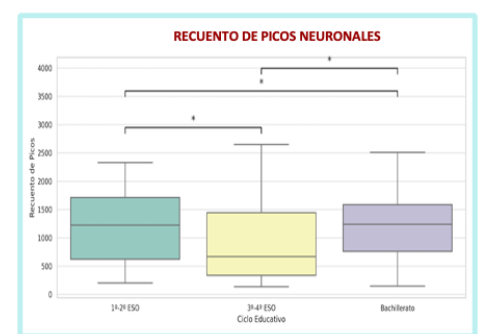 RECUENTO DE PICOS NEURONALES
4000
3500
3000
2500
2000
1500
1000
500
0
Recuento de Picos
*
*
*
1º-2º ESO
3º-4º ESO
Bachillerato
Ciclo Educativo